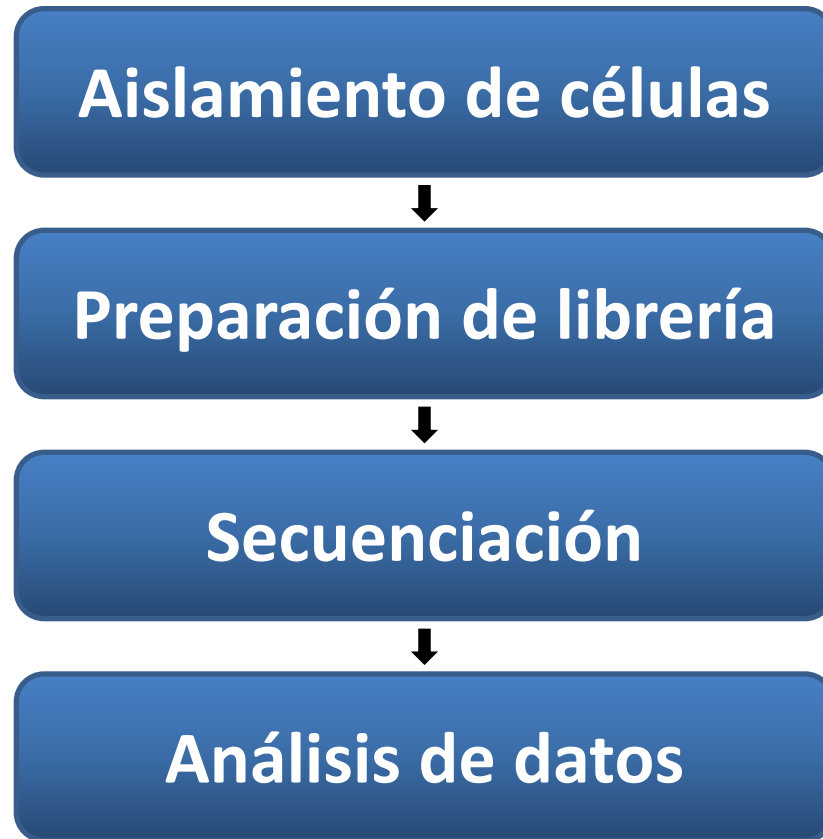 Aislamiento de células
Preparación de librería
Secuenciación
Análisis de datos